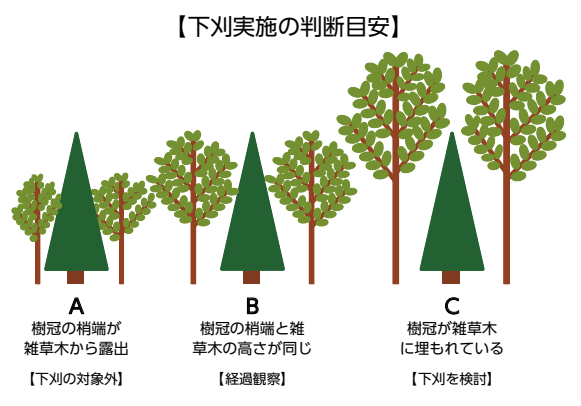 【下刈実施の判断目安】
A
樹冠の梢端が
雑草木から露出
【下刈の対象外】
B
樹冠の梢端と雑
草木の高さが同じ
【経過観察】
C
樹冠が雑草木
に埋もれている
【下刈を検討】